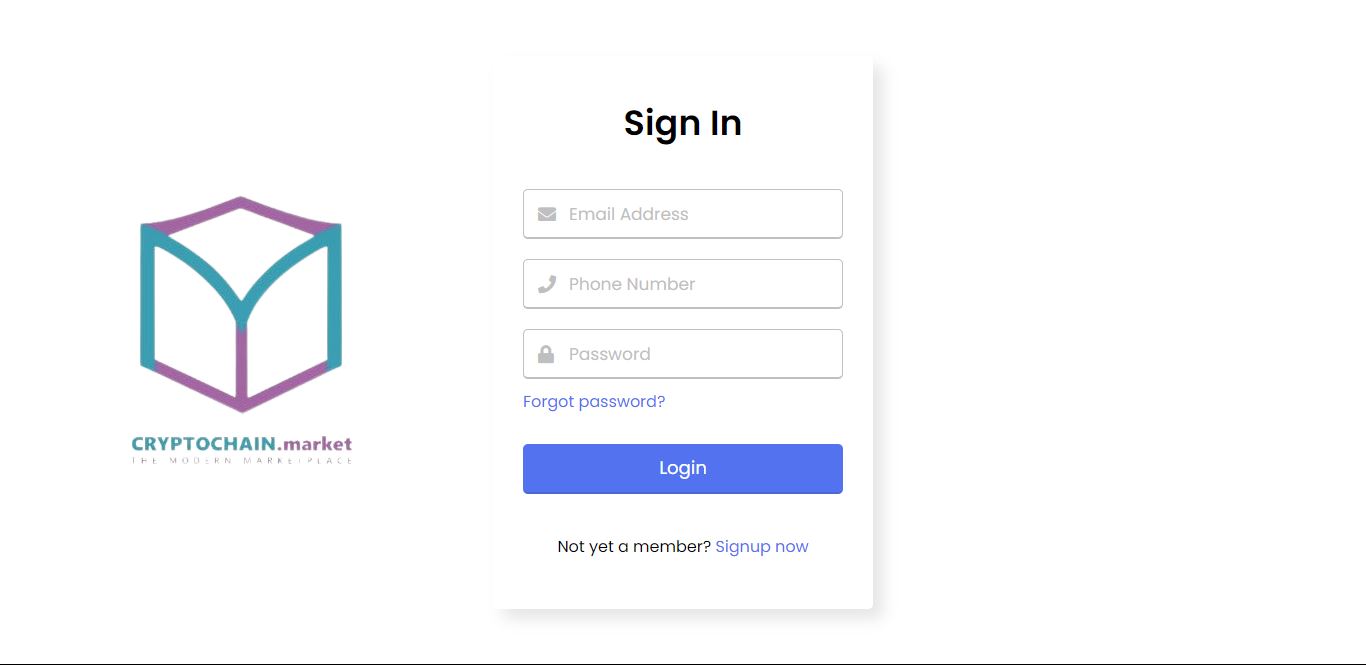 Sign In
Email Address
Phone Number
Password
Forgot password?
Login
Not yet a member? Signup now
CRYPTOCHAIN.market
THE MODERN MARKETPLACE